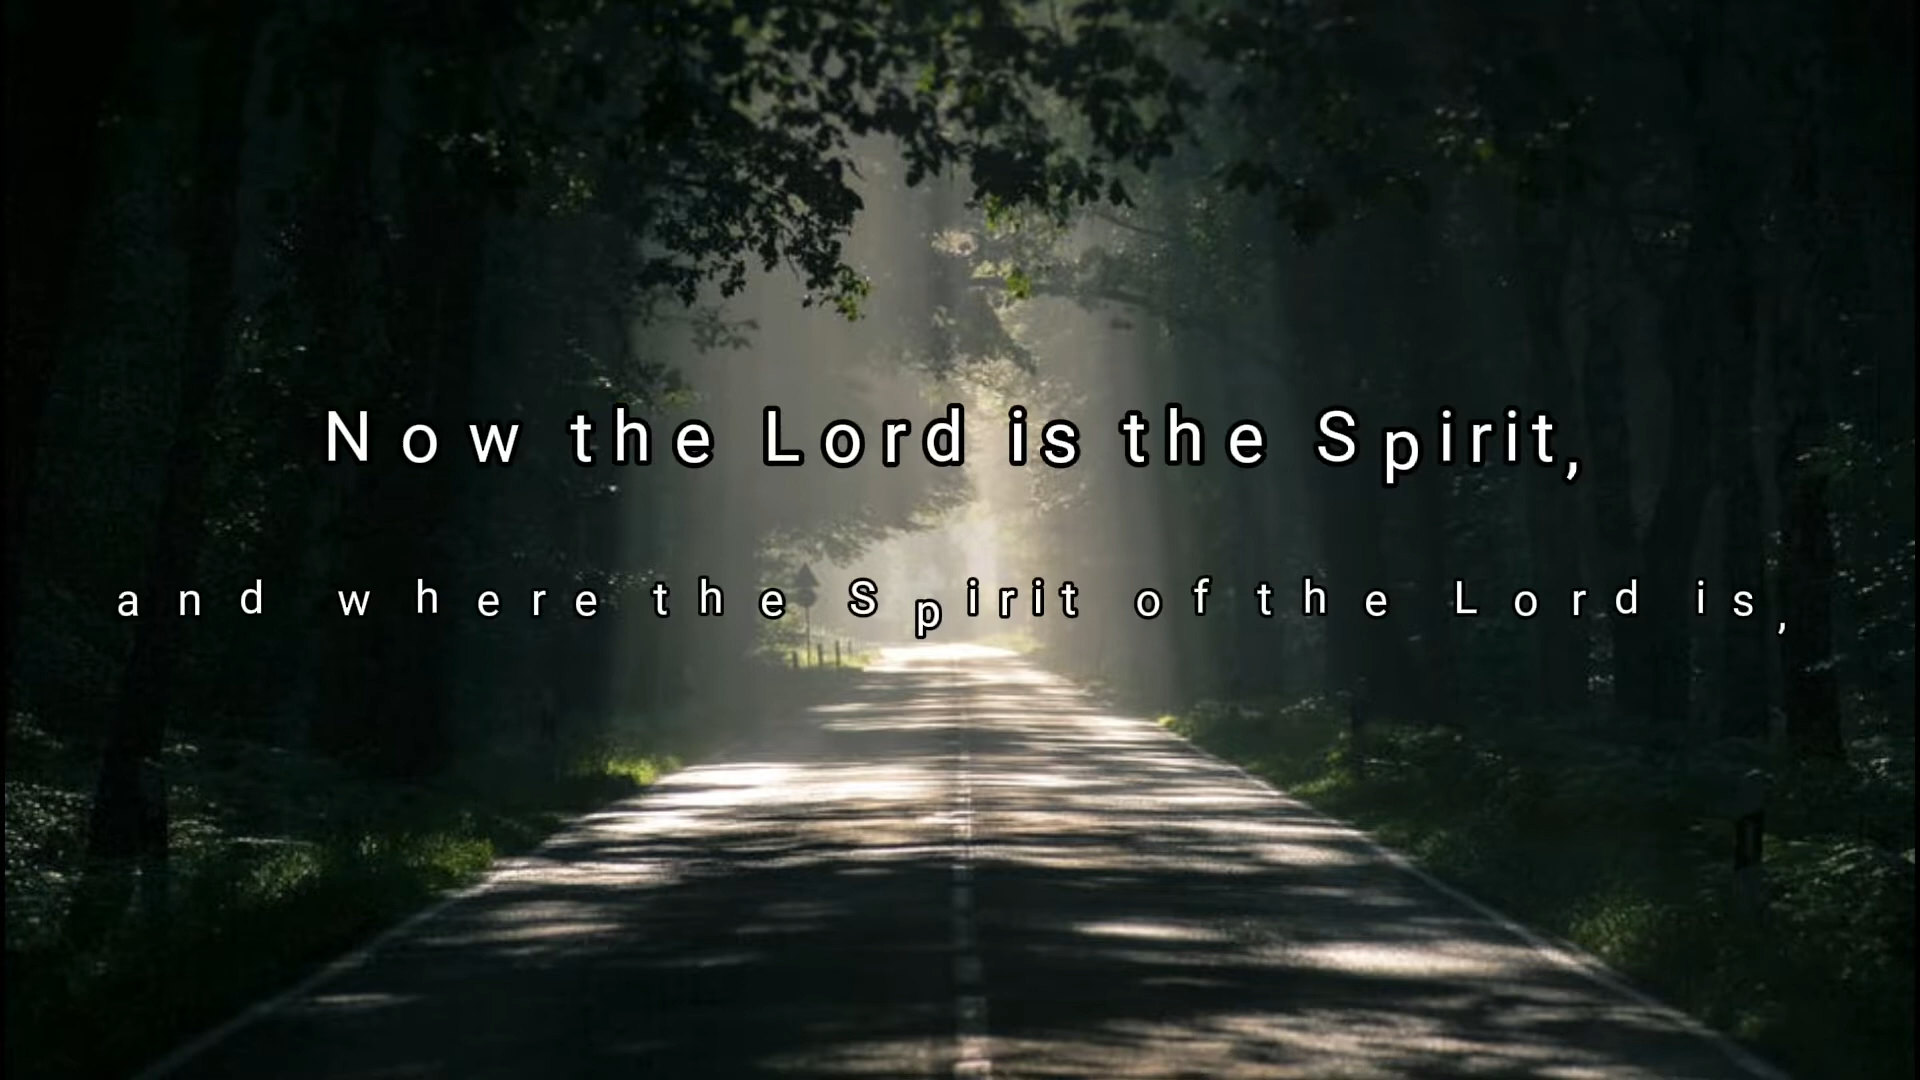 Now the Lord is the Spirit,
and where the Spirit of the Lord is,